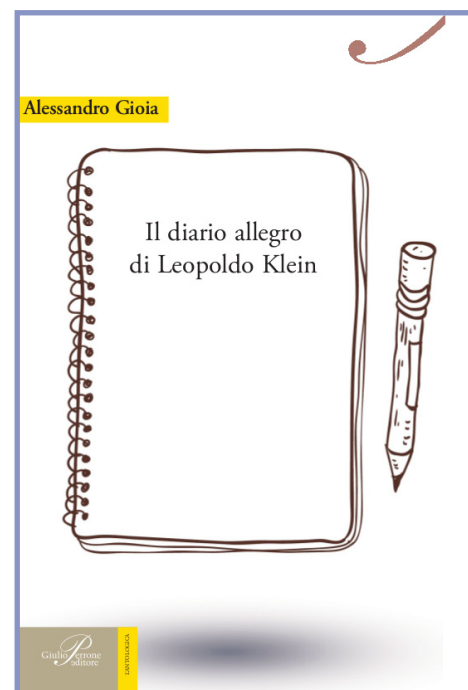 Alessandro Gioia
Il diario allegro
di Leopoldo Klein
Giulio Perrone
editore
L'ANTOLOGICA